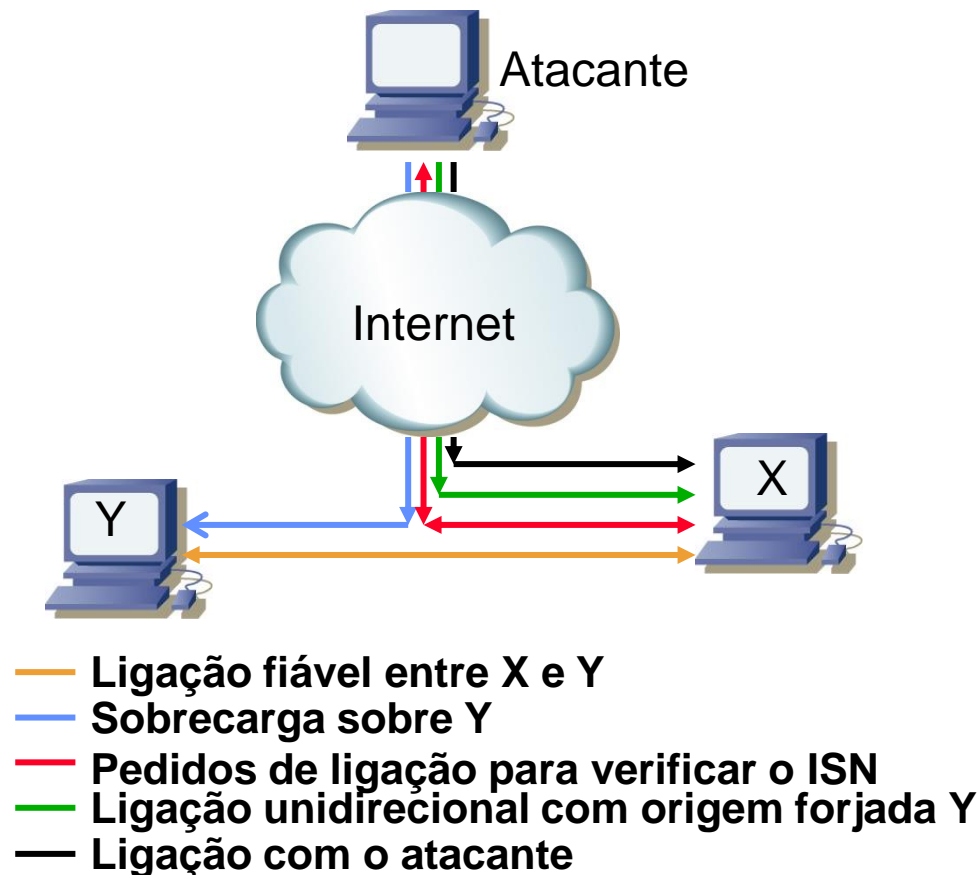 Atacante
Internet
Y
X
Ligação fiável entre X e Y
Sobrecarga sobre Y
Pedidos de ligação para verificar o ISN
Ligação unidirecional com origem forjada Y
Ligação com o atacante